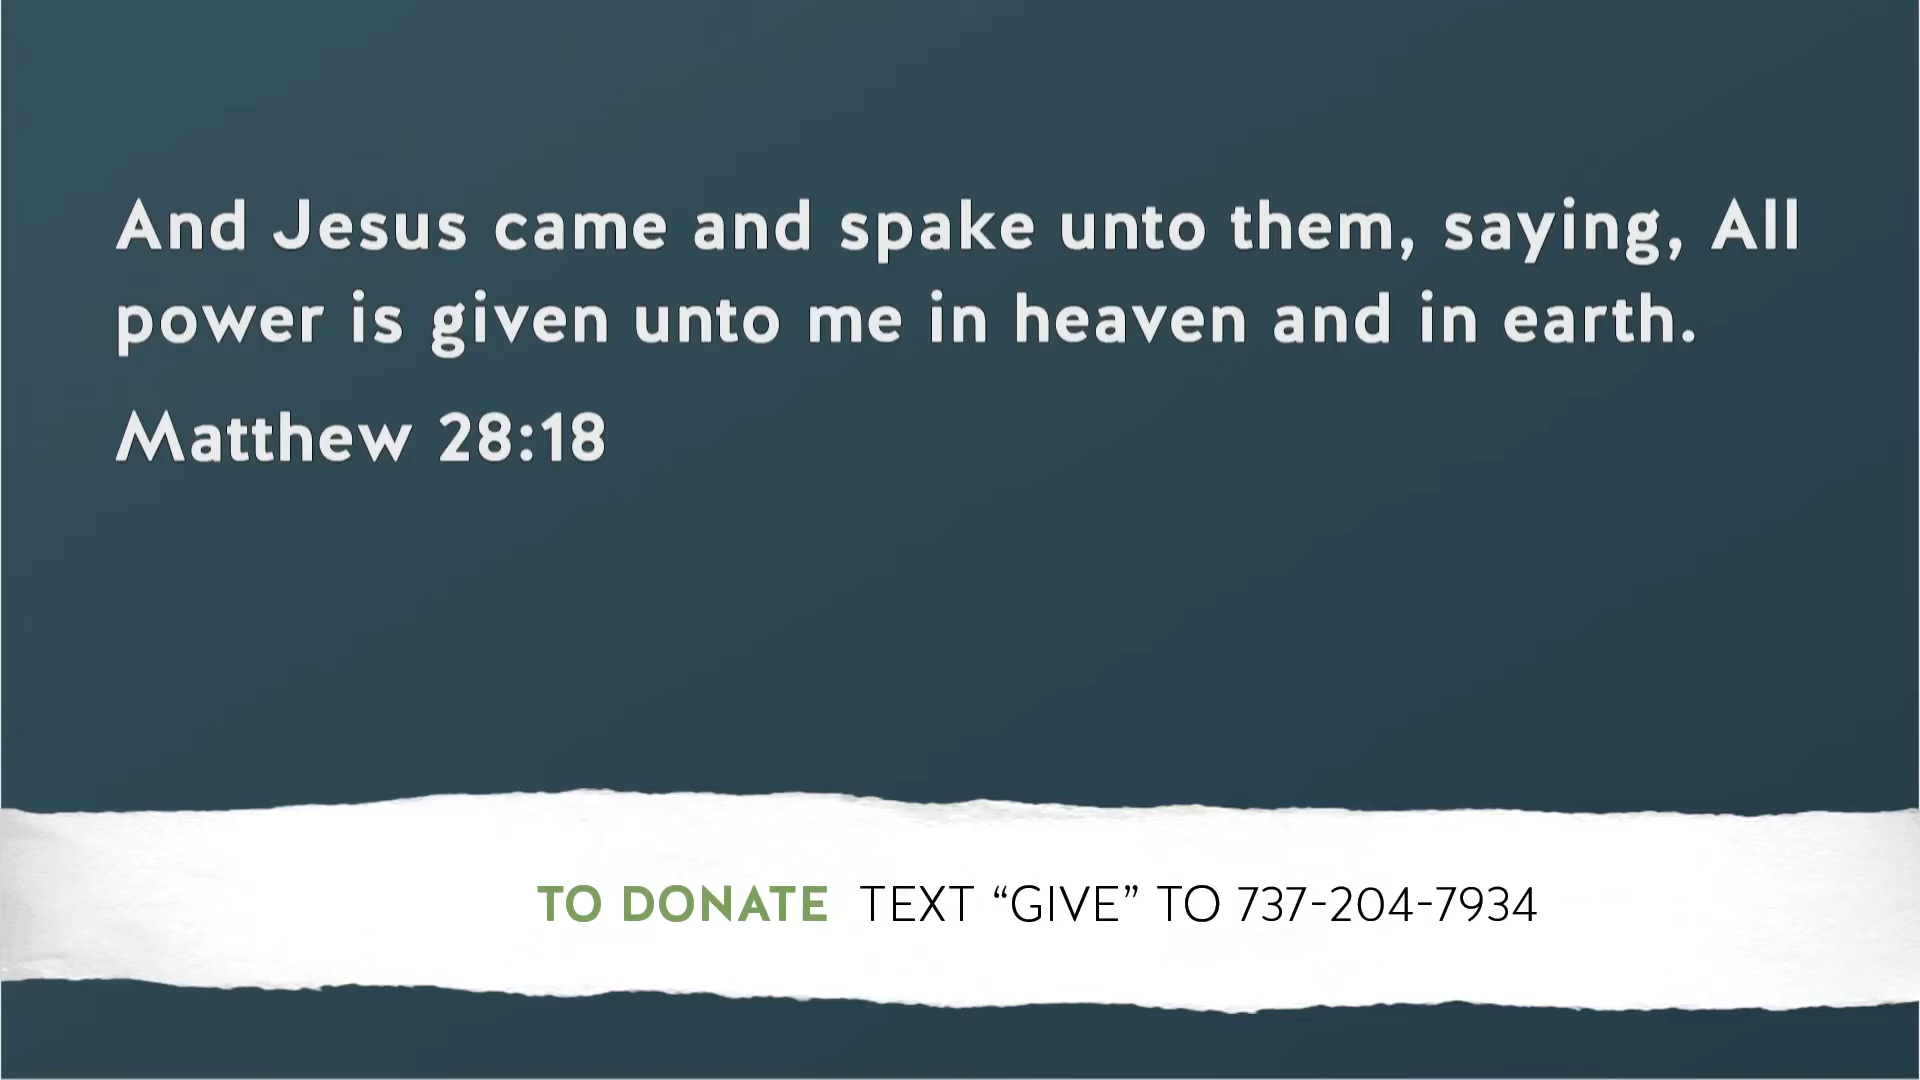 And Jesus came and spake unto them, saying, All
power is given unto me in heaven and in earth.
Matthew 28:18
TO DONATE TEXT “GIVE” TO 737-204-7934